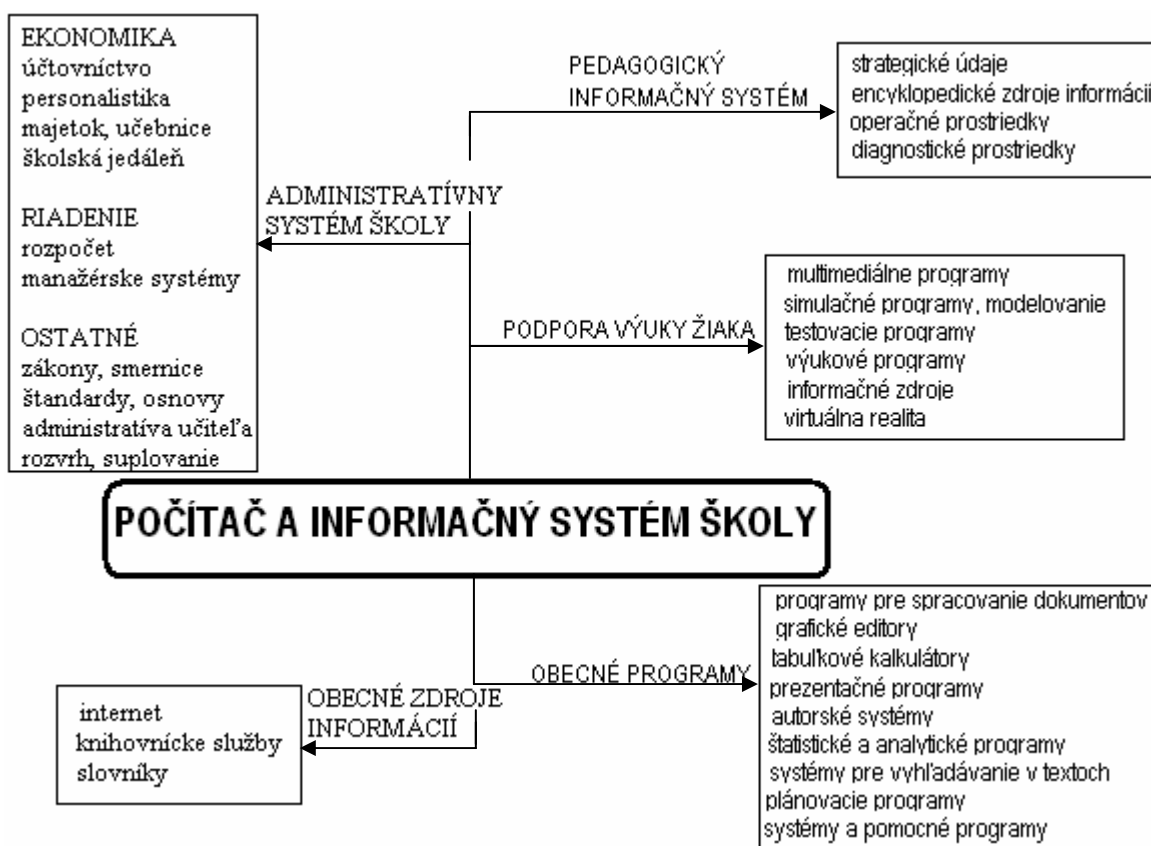 EKONOMIKA
účtovníctvo
personalistika
majetok, učebnice
školská jedáleň
RIADENIE
rozpočet
manažérske systémy
OSTATNÉ
zákony, smernice
štandardy, osnovy
administratíva učiteľa
rozvrh, suplovanie
ADMINISTRATÍVNY
SYSTÉM ŠKOLY
PEDAGOGICKÝ
INFORMAČNÝ SYSTÉM
strategické údaje
encyklopedické zdroje informácií
operačné prostriedky
diagnostické prostriedky
PODPORA VÝUKY ŽIAKA
multimediálne programy
simulačné programy, modelovanie
testovacie programy
výukové programy
informačné zdroje
virtuálna realita
POČÍTAČ A INFORMAČNÝ SYSTÉM ŠKOLY
OBECNÉ PROGRAMY
programy pre spracovanie dokumentov
grafické editory
tabuľkové kalkulátory
prezentačné programy
autorské systémy
štatistické a analytické programy
systémy pre vyhľadávanie v textoch
plánovacie programy
systémy a pomocné programy
OBECNÉ ZDROJE
INFORMÁCIÍ
internet
knihovnícke služby
slovníky